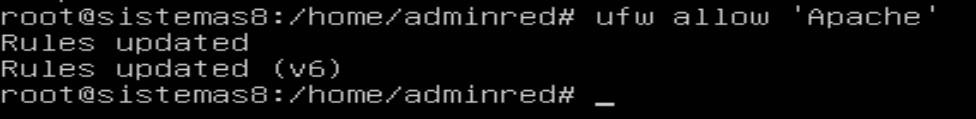 root@sistemas8:/home/adminred# ufw allow 'Apache'
Rules updated
Rules updated (v6)
root@sistemas8:/home/adminred# _